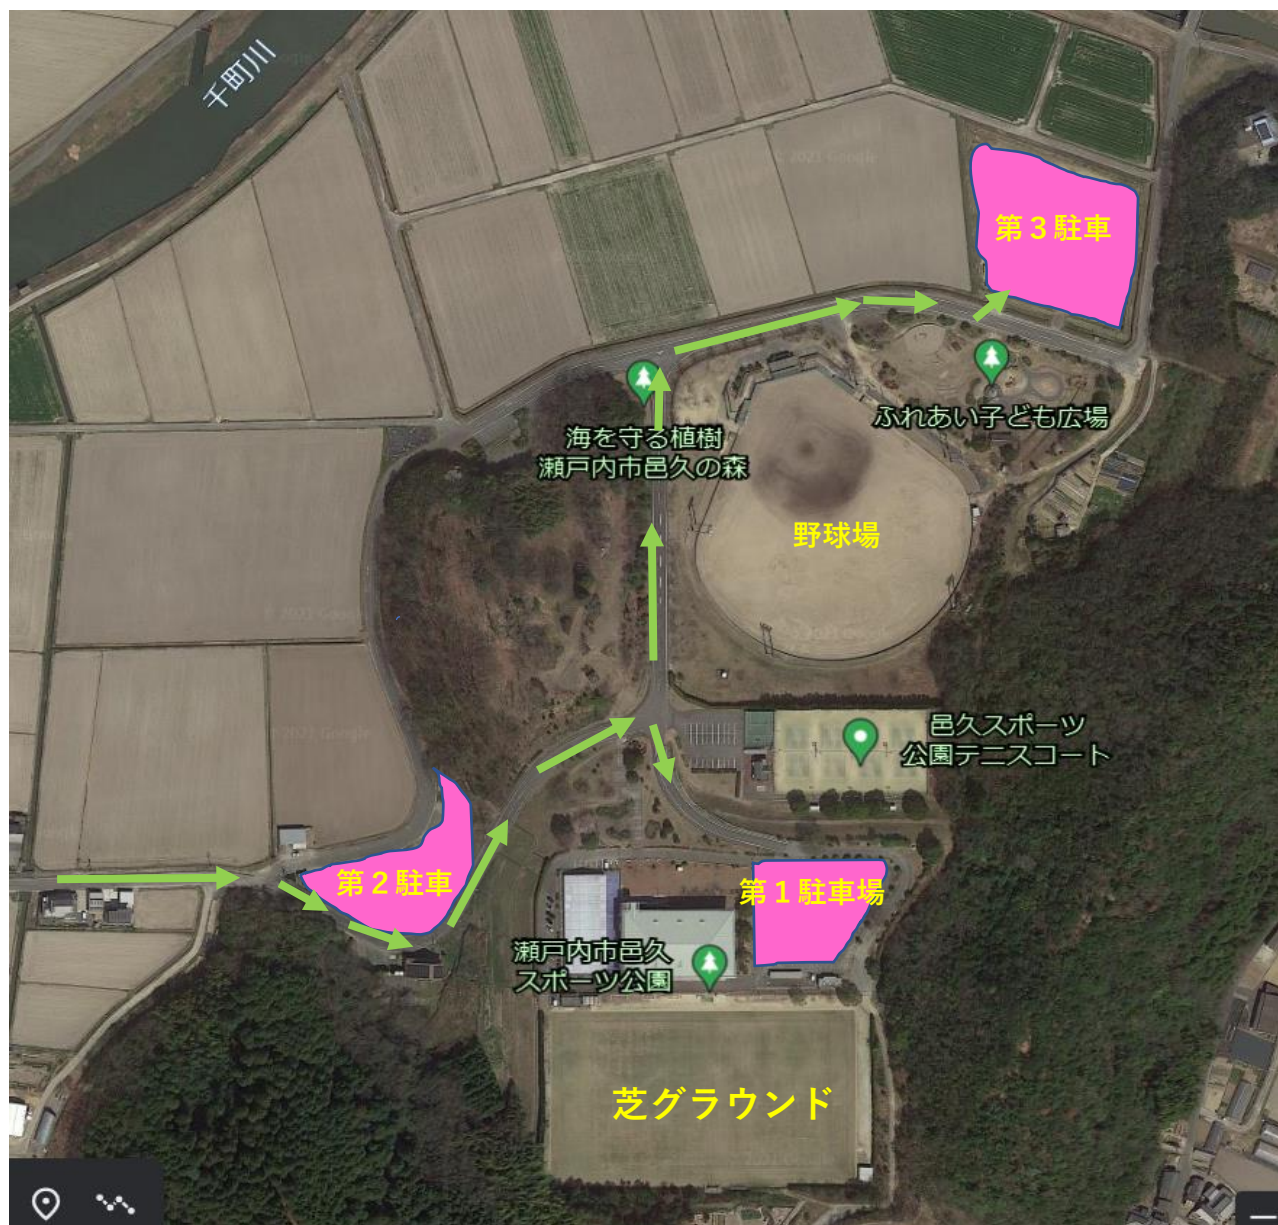 千町川
© 2021 Google
第３駐車
ふれあい子ども広場
海を守る植樹
瀬戸内市邑久の森
野球場
邑久スポーツ
公園テニスコート
第２駐車
第１駐車場
瀬戸内市邑久
スポーツ公園
芝グラウンド